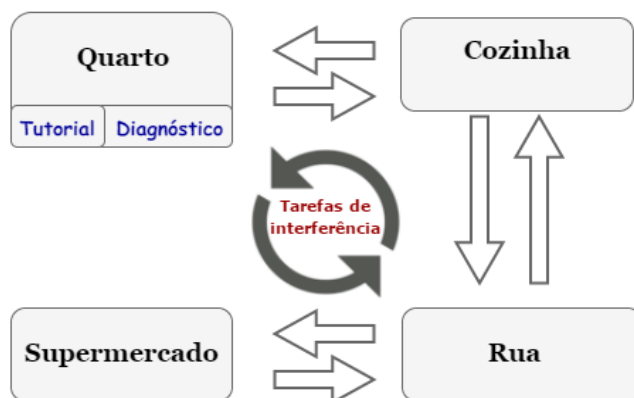 Quarto
Cozinha
Tutorial
Diagnóstico
Tarefas de
interferência
Supermercado
Rua